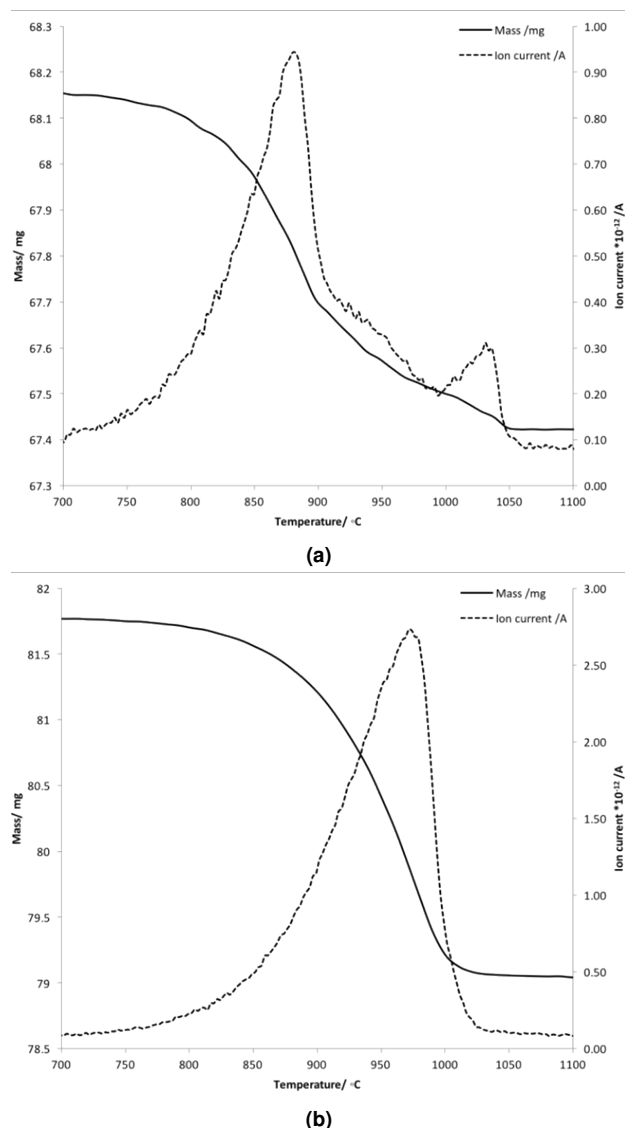 68.3
68.2
68.1
68
67.9
67.8
67.7
67.6
67.5
67.4
67.3
Mass/ mg
Mass /mg
Ion current /A
1.00
0.90
0.80
0.70
0.60
0.50
0.40
0.30
0.20
0.10
0.00
Ion current *10⁻¹² /A
700 750 800 850 900 950 1000 1050 1100
Temperature/ °C
(a)
82
81.5
81
80.5
80
79.5
79
78.5
Mass/ mg
Mass /mg
Ion current /A
3.00
2.50
2.00
1.50
1.00
0.50
0.00
Ion current *10⁻¹² /A
700 750 800 850 900 950 1000 1050 1100
Temperature/ °C
(b)